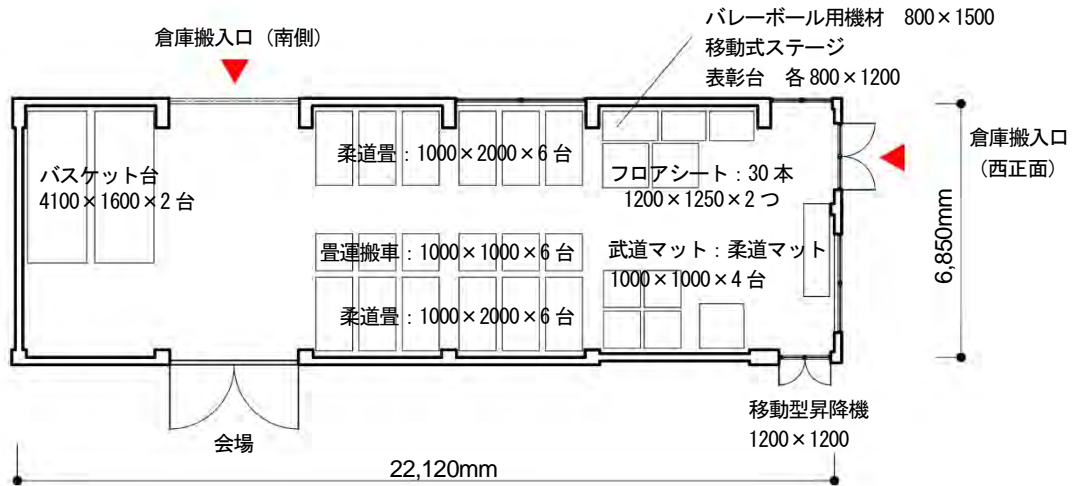 バレーボール用機材　800×1500
移動式ステージ
表彰台　各 800×1200
倉庫搬入口（南側）
倉庫搬入口
（西正面）
柔道畳：1000×2000×6 台
バスケット台
4100×1600×2 台
フロアシート：30 本
1200×1250×2 つ
畳運搬車：1000×1000×6 台
武道マット：柔道マット
1000×1000×4 台
6,850mm
柔道畳：1000×2000×6 台
移動型昇降機
1200×1200
会場
22,120mm